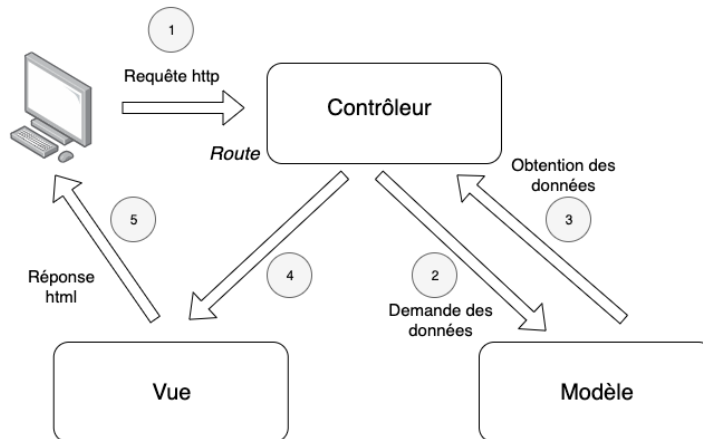 1
Requête http
Contrôleur
Route
Obtention des
données
3
5
4
2
Réponse
html
Demande des
données
Vue
Modèle